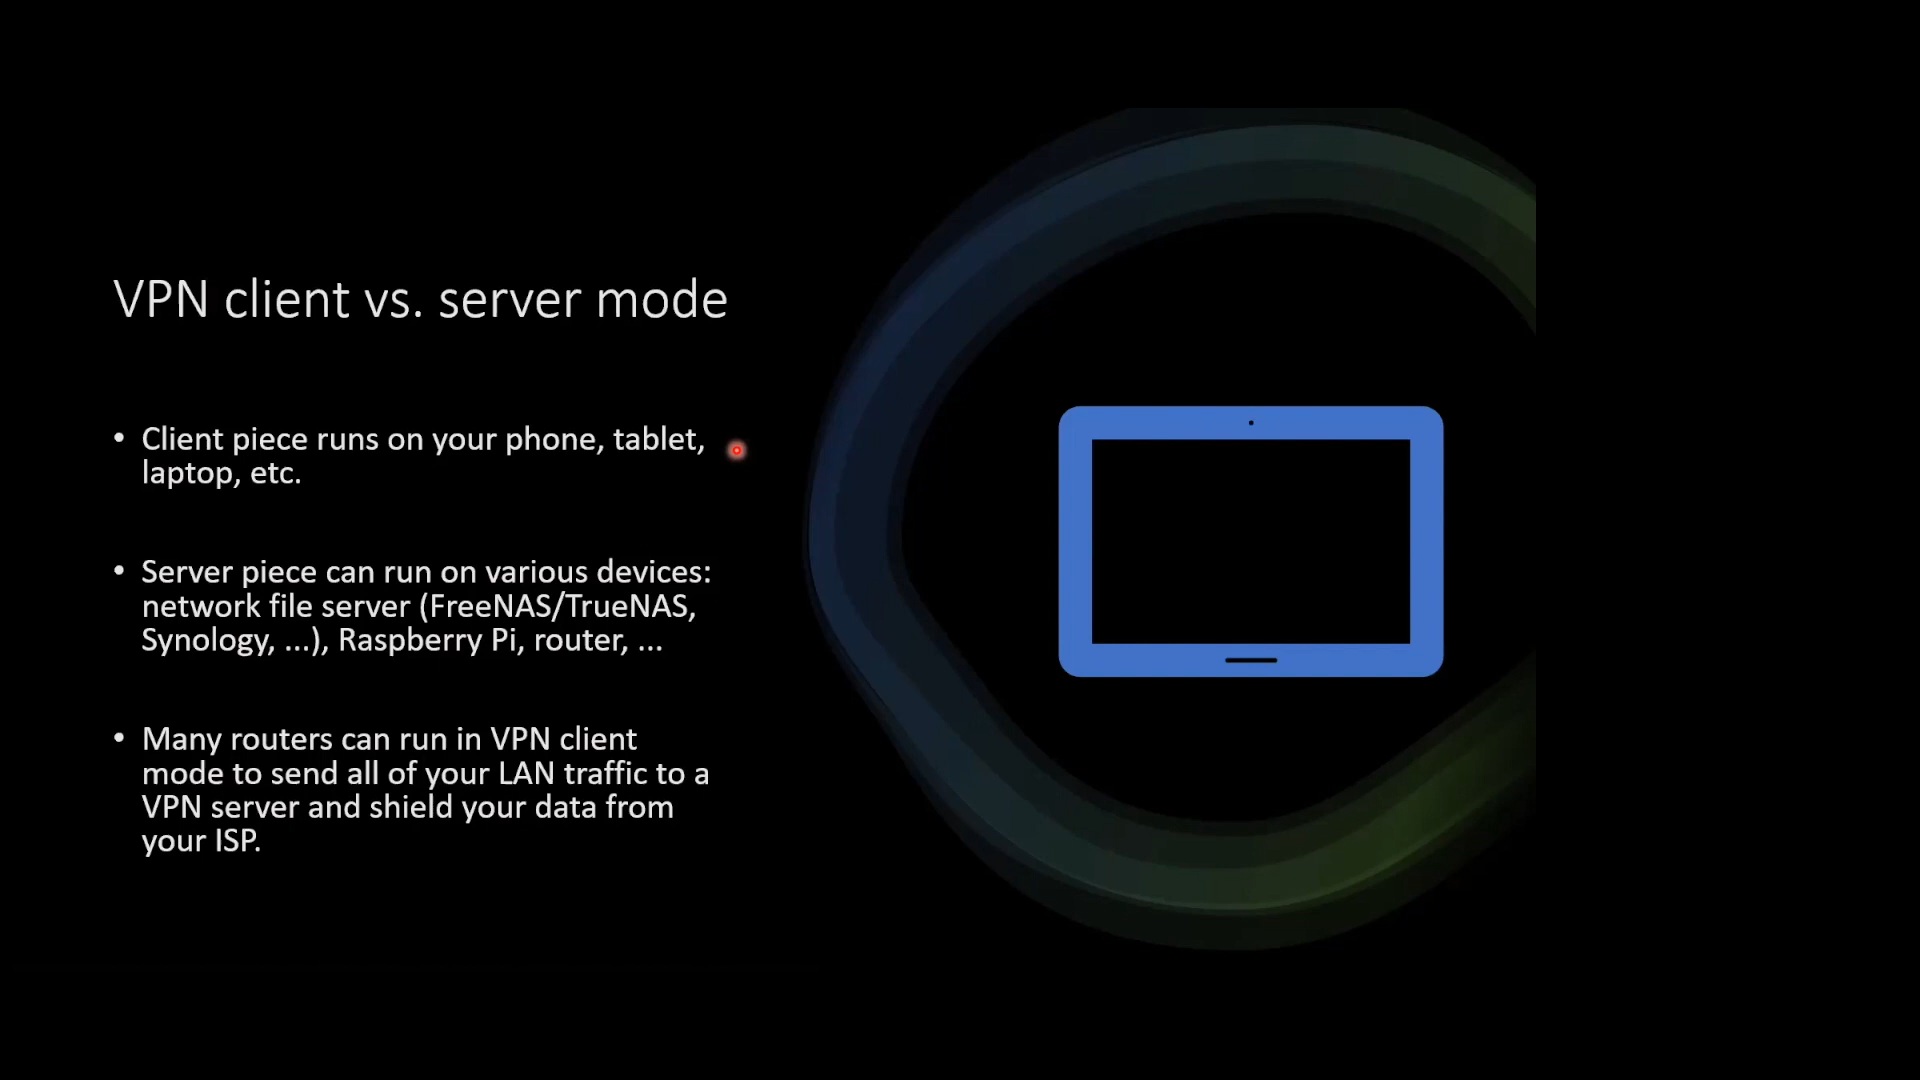 VPN client vs. server mode
• Client piece runs on your phone, tablet,
laptop, etc.
• Server piece can run on various devices:
network file server (FreeNAS/TrueNAS,
Synology, ...), Raspberry Pi, router, ...
• Many routers can run in VPN client
mode to send all of your LAN traffic to a
VPN server and shield your data from
your ISP.